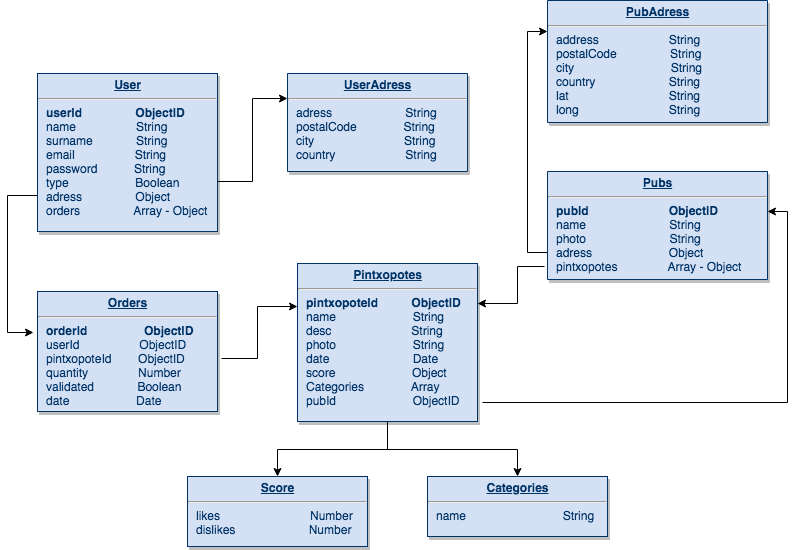 PubAdress
address String
postalCode String
city String
country String
lat String
long String
User
userId ObjectID
name String
surname String
email String
password String
type Boolean
adress Object
orders Array - Object
UserAdress
adress String
postalCode String
city String
country String
Pubs
pubId ObjectID
name String
photo String
adress Object
pintxopotes Array - Object
Pintxopotes
pintxopoteId ObjectID
name String
desc String
photo String
date Date
score Object
Categories Array
pubId ObjectID
Orders
orderId ObjectID
userId ObjectID
pintxopoteId ObjectID
quantity Number
validated Boolean
date Date
Score
likes Number
dislikes Number
Categories
name String